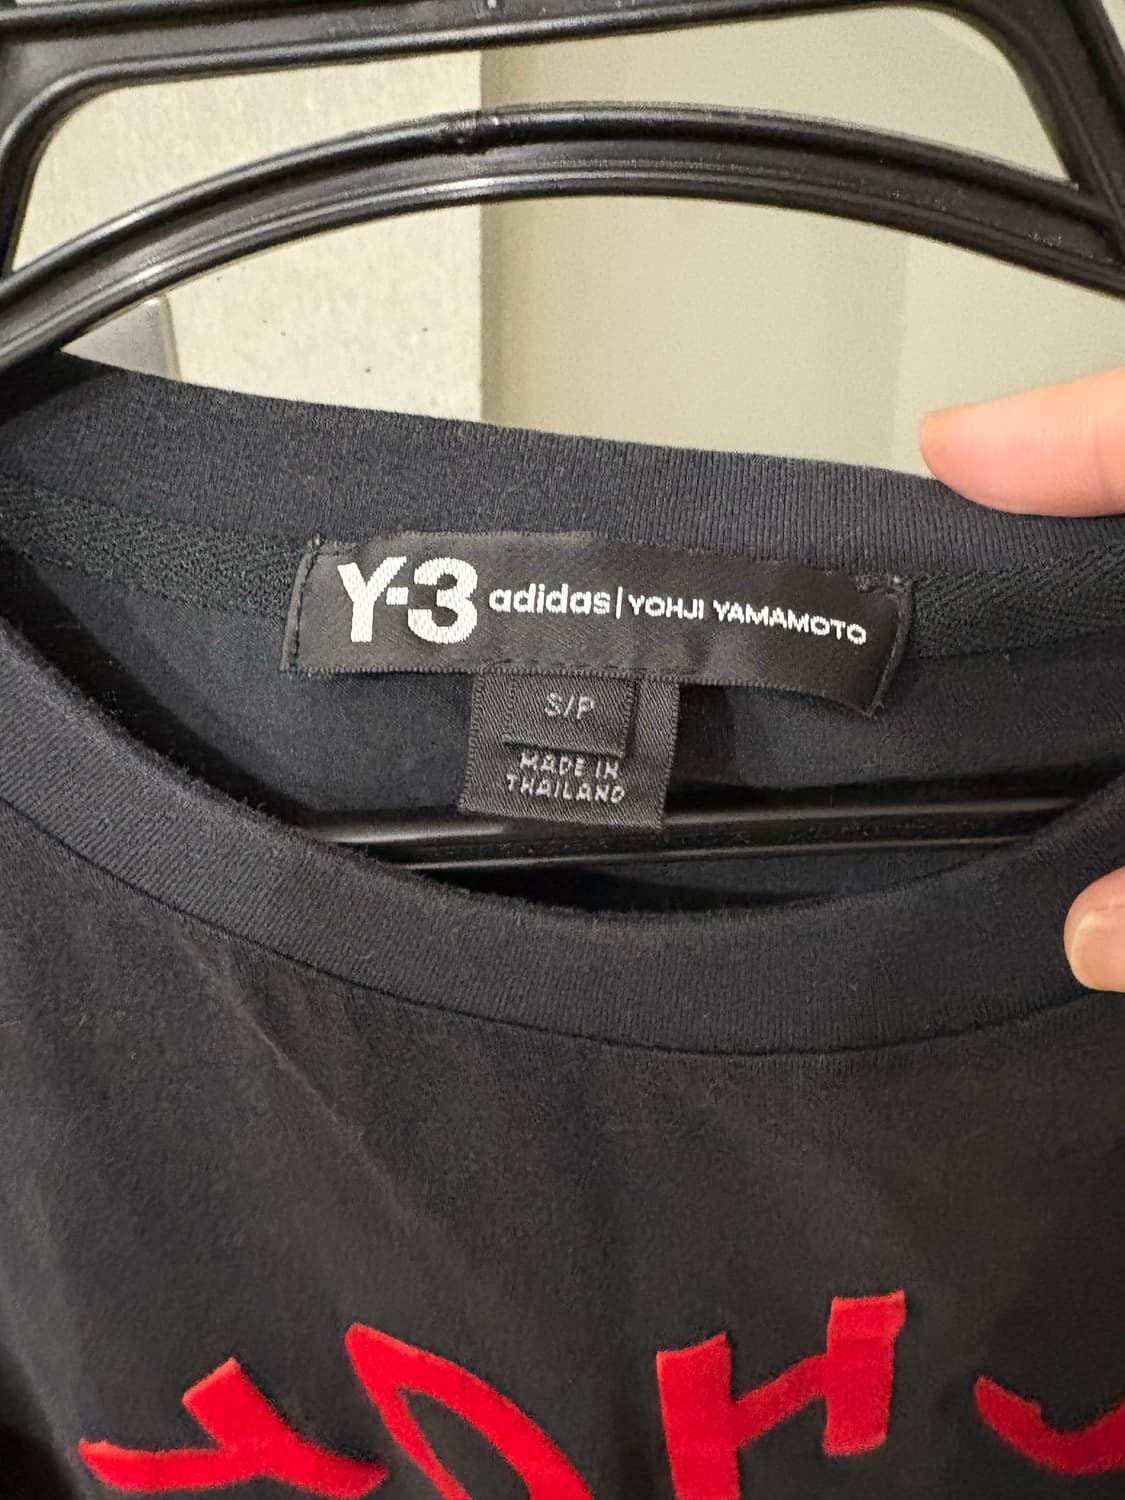 Y-3 adidas | YOHJI YAMAMOTO
S/P
MADE IN
THAILAND